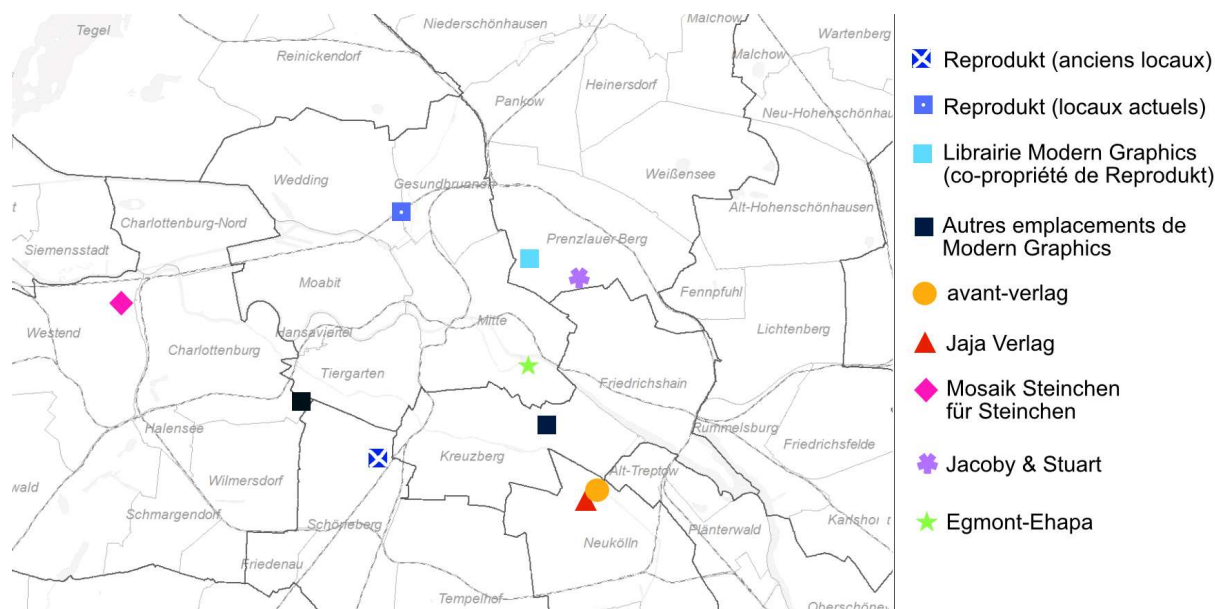 Tegel
Niederschönhausen
Malchow
Wartenberg
Reinickendorf
Malchow
Heinersdorf
Pankow
Neu-Hohenschönhau
Wedding
Gesundbrunnen
Weißensee
Alt-Hohenschönhausen
t
Charlottenburg-Nord
Siemensstadt
Prenzlauer Berg
Moabit
Fennpfuhl
Westend
Hansaviertel
Mitte
Lichtenberg
Charlottenburg
Tiergarten
Friedrichshain
Halensee
Rummelsburg
Friedrichsfelde
Kreuzberg
Alt-Treptow
wald
Wilmersdorf
Schmargendorf
Schöneberg
Plänterwald
Karlshorst
Neukölln
Friedenau
Tempelhof
Oberschöne
Reprodukt (anciens locaux)
Reprodukt (locaux actuels)
Librairie Modern Graphics
(co-propriété de Reprodukt)
Autres emplacements de
Modern Graphics
avant-verlag
Jaja Verlag
Mosaik Steinchen
für Steinchen
Jacoby & Stuart
Egmont-Ehapa